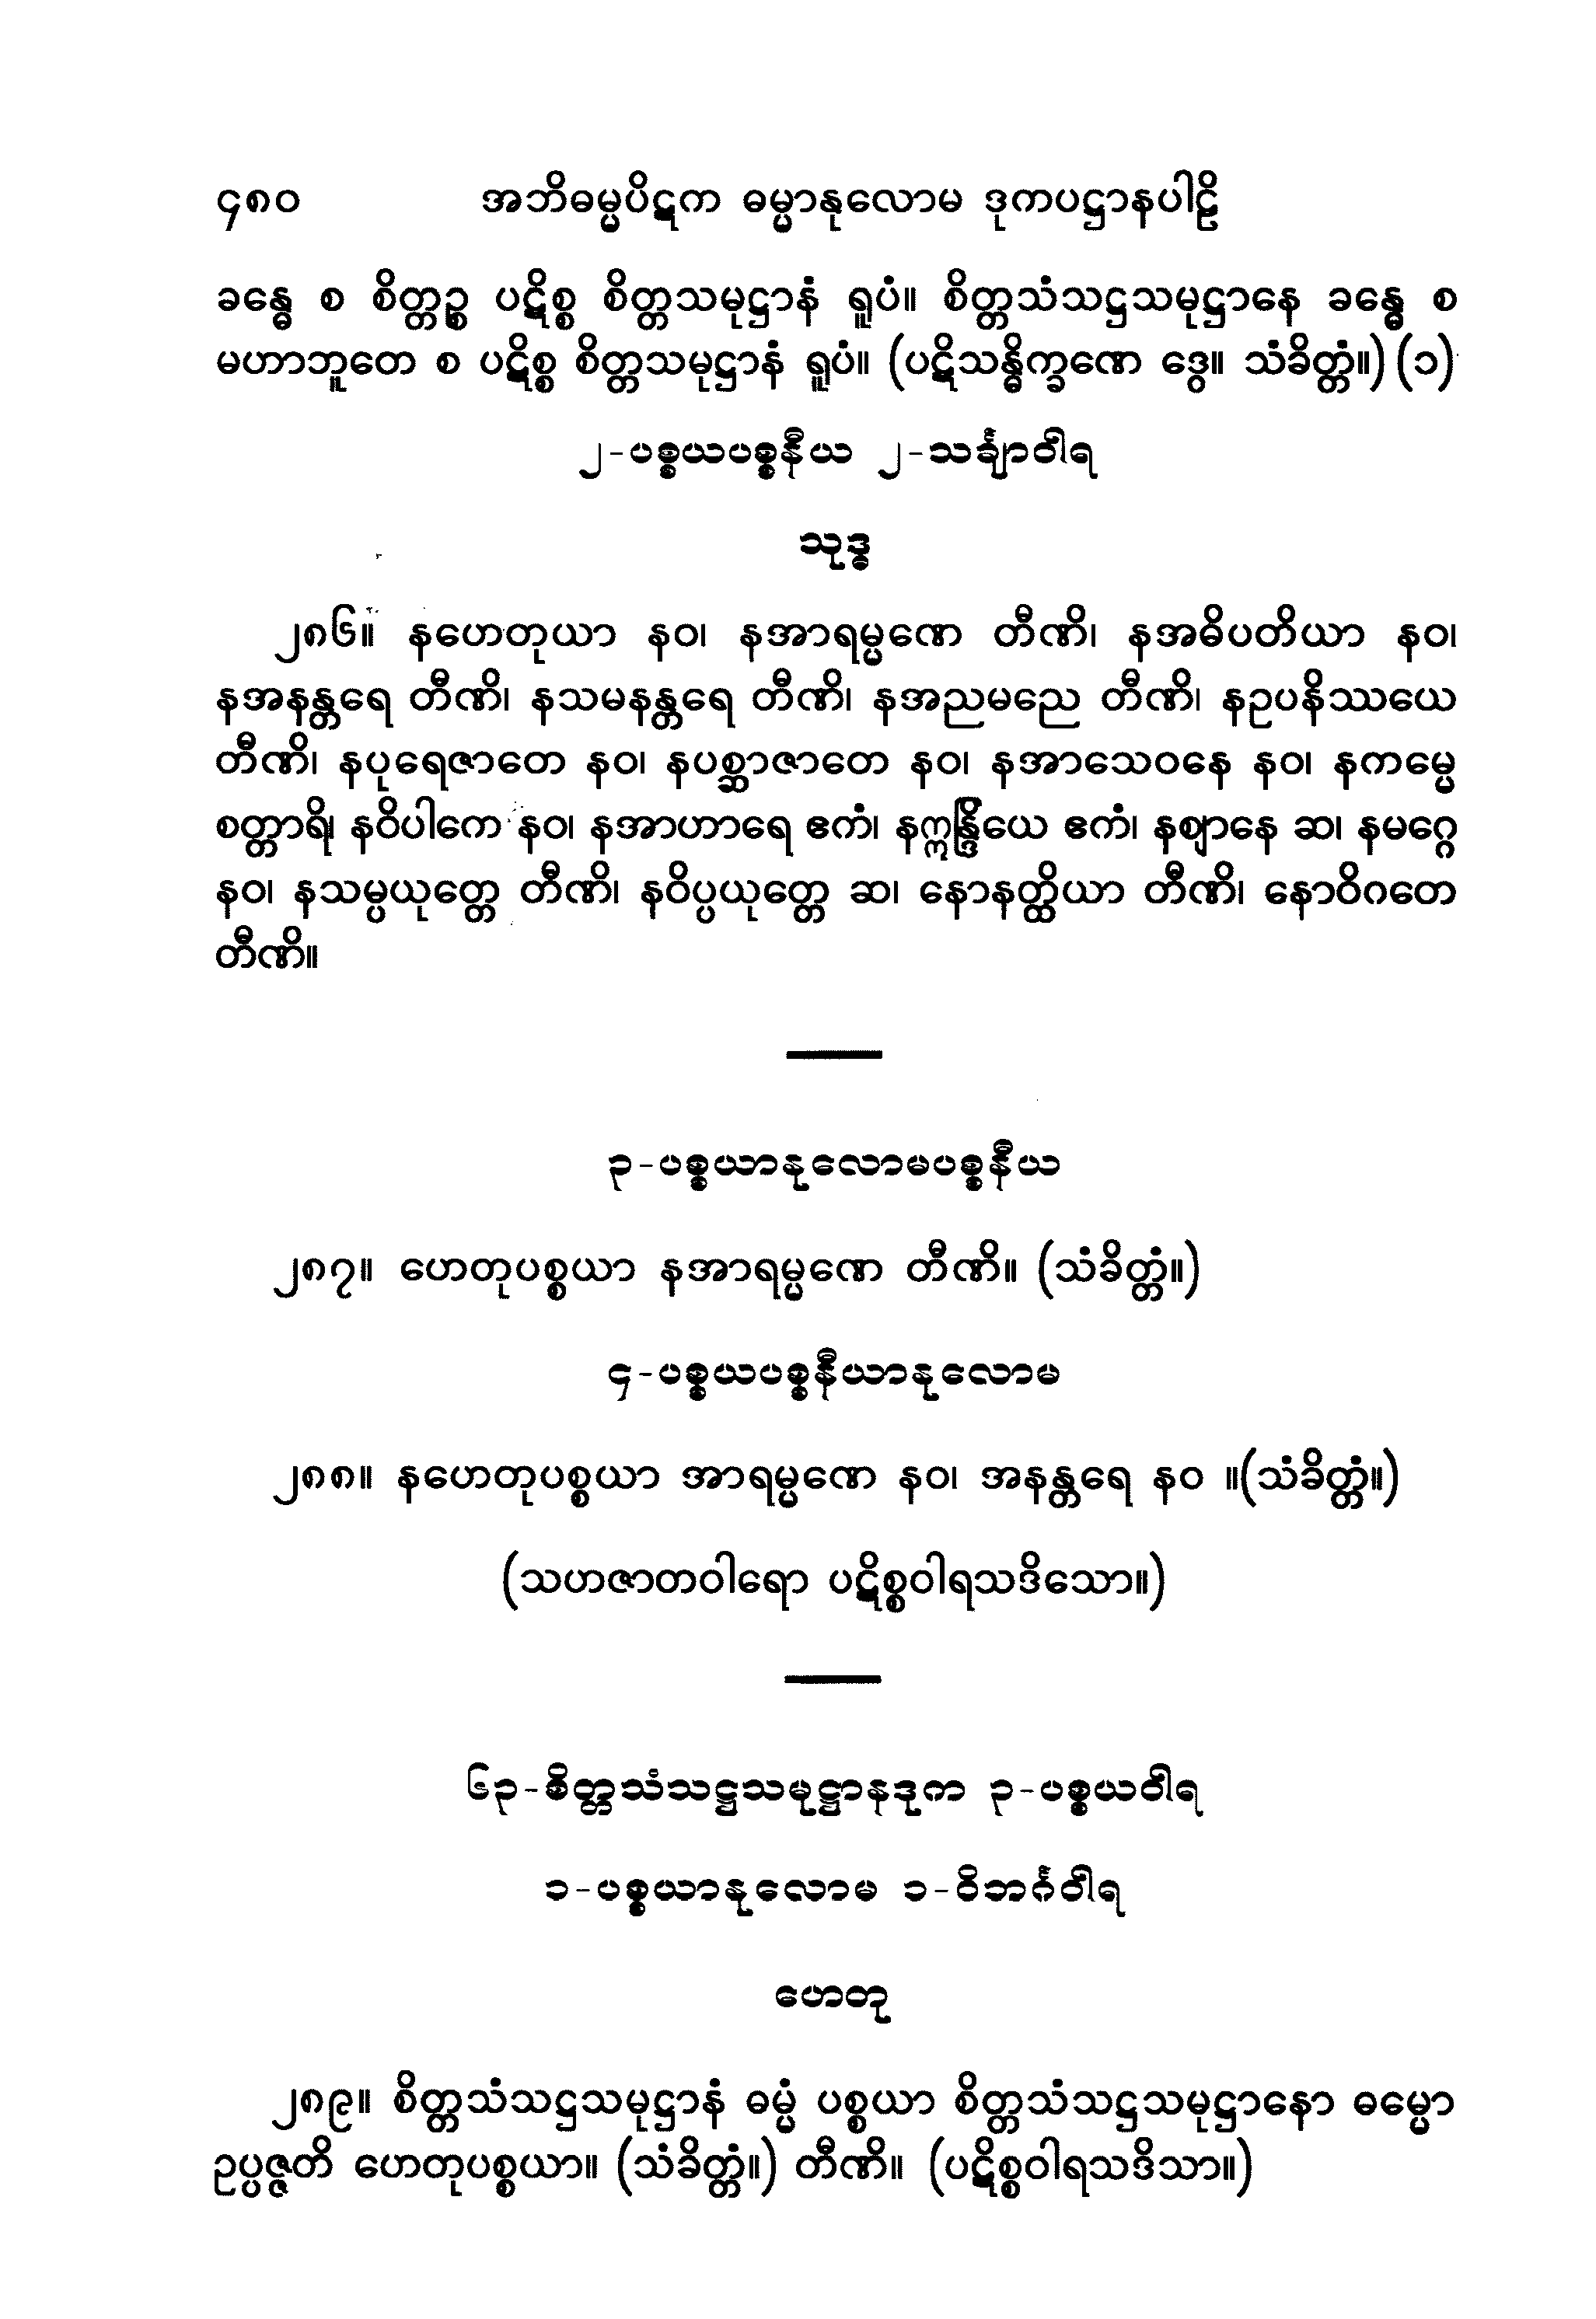 ၄၈၀ အဘိဓမ္မပိဋက ဓမ္မာနုလောမ ဒုကပဋ္ဌာနပါဠိ
ခန္ဓေ စ စိတ္တဉ္စ ပဋိစ္စ စိတ္တသမုဋ္ဌာနံ ရူပံ။ စိတ္တသံသဋ္ဌသမုဋ္ဌာနေ ခန္ဓေ စ
မဟာဘူတေ စ ပဋိစ္စ စိတ္တသမုဋ္ဌာနံ ရူပံ။ (ပဋိသန္ဓိက္ခဏေ ဒွေ။ သံခိတ္တံ။) (၁)
၂-ပစ္စယပစ္စနီယ ၂-သင်္ချာဝါရ
သုဒ္ဓ
၂၈၆။ နဟေတုယာ နဝ၊ နအာရမ္မဏေ တီဏိ၊ နအဓိပတိယာ နဝ၊
နအနန္တရေ တီဏိ၊ နသမနန္တရေ တီဏိ၊ နအညမညေ တီဏိ၊ နဥပနိဿယေ
တီဏိ၊ နပုရေဇာတေ နဝ၊ နပစ္ဆာဇာတေ နဝ၊ နအာသေဝနေ နဝ၊ နကမ္မေ
စတ္တာရိ၊ နဝိပါကေ နဝ၊ နအာဟာရေ ဧကံ၊ နဣန္ဒြိယေ ဧကံ၊ နဈာနေ ဆ၊ နမဂ္ဂေ
နဝ၊ နသမ္ပယုတ္တေ တီဏိ၊ နဝိပ္ပယုတ္တေ ဆ၊ နောနတ္ထိယာ တီဏိ၊ နောဝိဂတေ
တီဏိ။
၃-ပစ္စယာနုလောမပစ္စနီယ
၂၈၇။ ဟေတုပစ္စယာ နအာရမ္မဏေ တီဏိ။ (သံခိတ္တံ။)
၄-ပစ္စယပစ္စနီယာနုလောမ
၂၈၈။ နဟေတုပစ္စယာ အာရမ္မဏေ နဝ၊ အနန္တရေ နဝ ။(သံခိတ္တံ။)
(သဟဇာတဝါရော ပဋိစ္စဝါရသဒိသော။)
၆၃-စိတ္တသံသဋ္ဌသမုဋ္ဌာနဒုက ၃-ပစ္စယဝါရ
၁-ပစ္စယာနုလောမ ၁-ဝိဘင်္ဂဝါရ
ဟေတု
၂၈၉။ စိတ္တသံသဋ္ဌသမုဋ္ဌာနံ ဓမ္မံ ပစ္စယာ စိတ္တသံသဋ္ဌသမုဋ္ဌာနော ဓမ္မော
ဥပ္ပဇ္ဇတိ ဟေတုပစ္စယာ။ (သံခိတ္တံ။) တီဏိ။ (ပဋိစ္စဝါရသဒိသာ။)